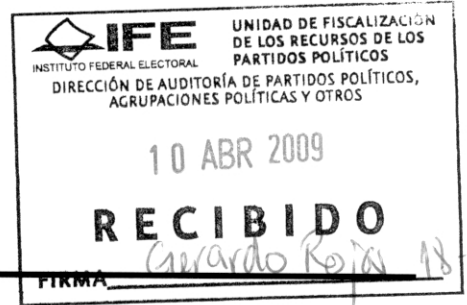 IFE
INSTITUTO FEDERAL ELECTORAL
UNIDAD DE FISCALIZACIÓN
DE LOS RECURSOS DE LOS
PARTIDOS POLÍTICOS
DIRECCIÓN DE AUDITORÍA DE PARTIDOS POLÍTICOS,
AGRUPACIONES POLÍTICAS Y OTROS
10 ABR 2009
RECIBIDO
Gerardo Rojas 18-
FIRMA